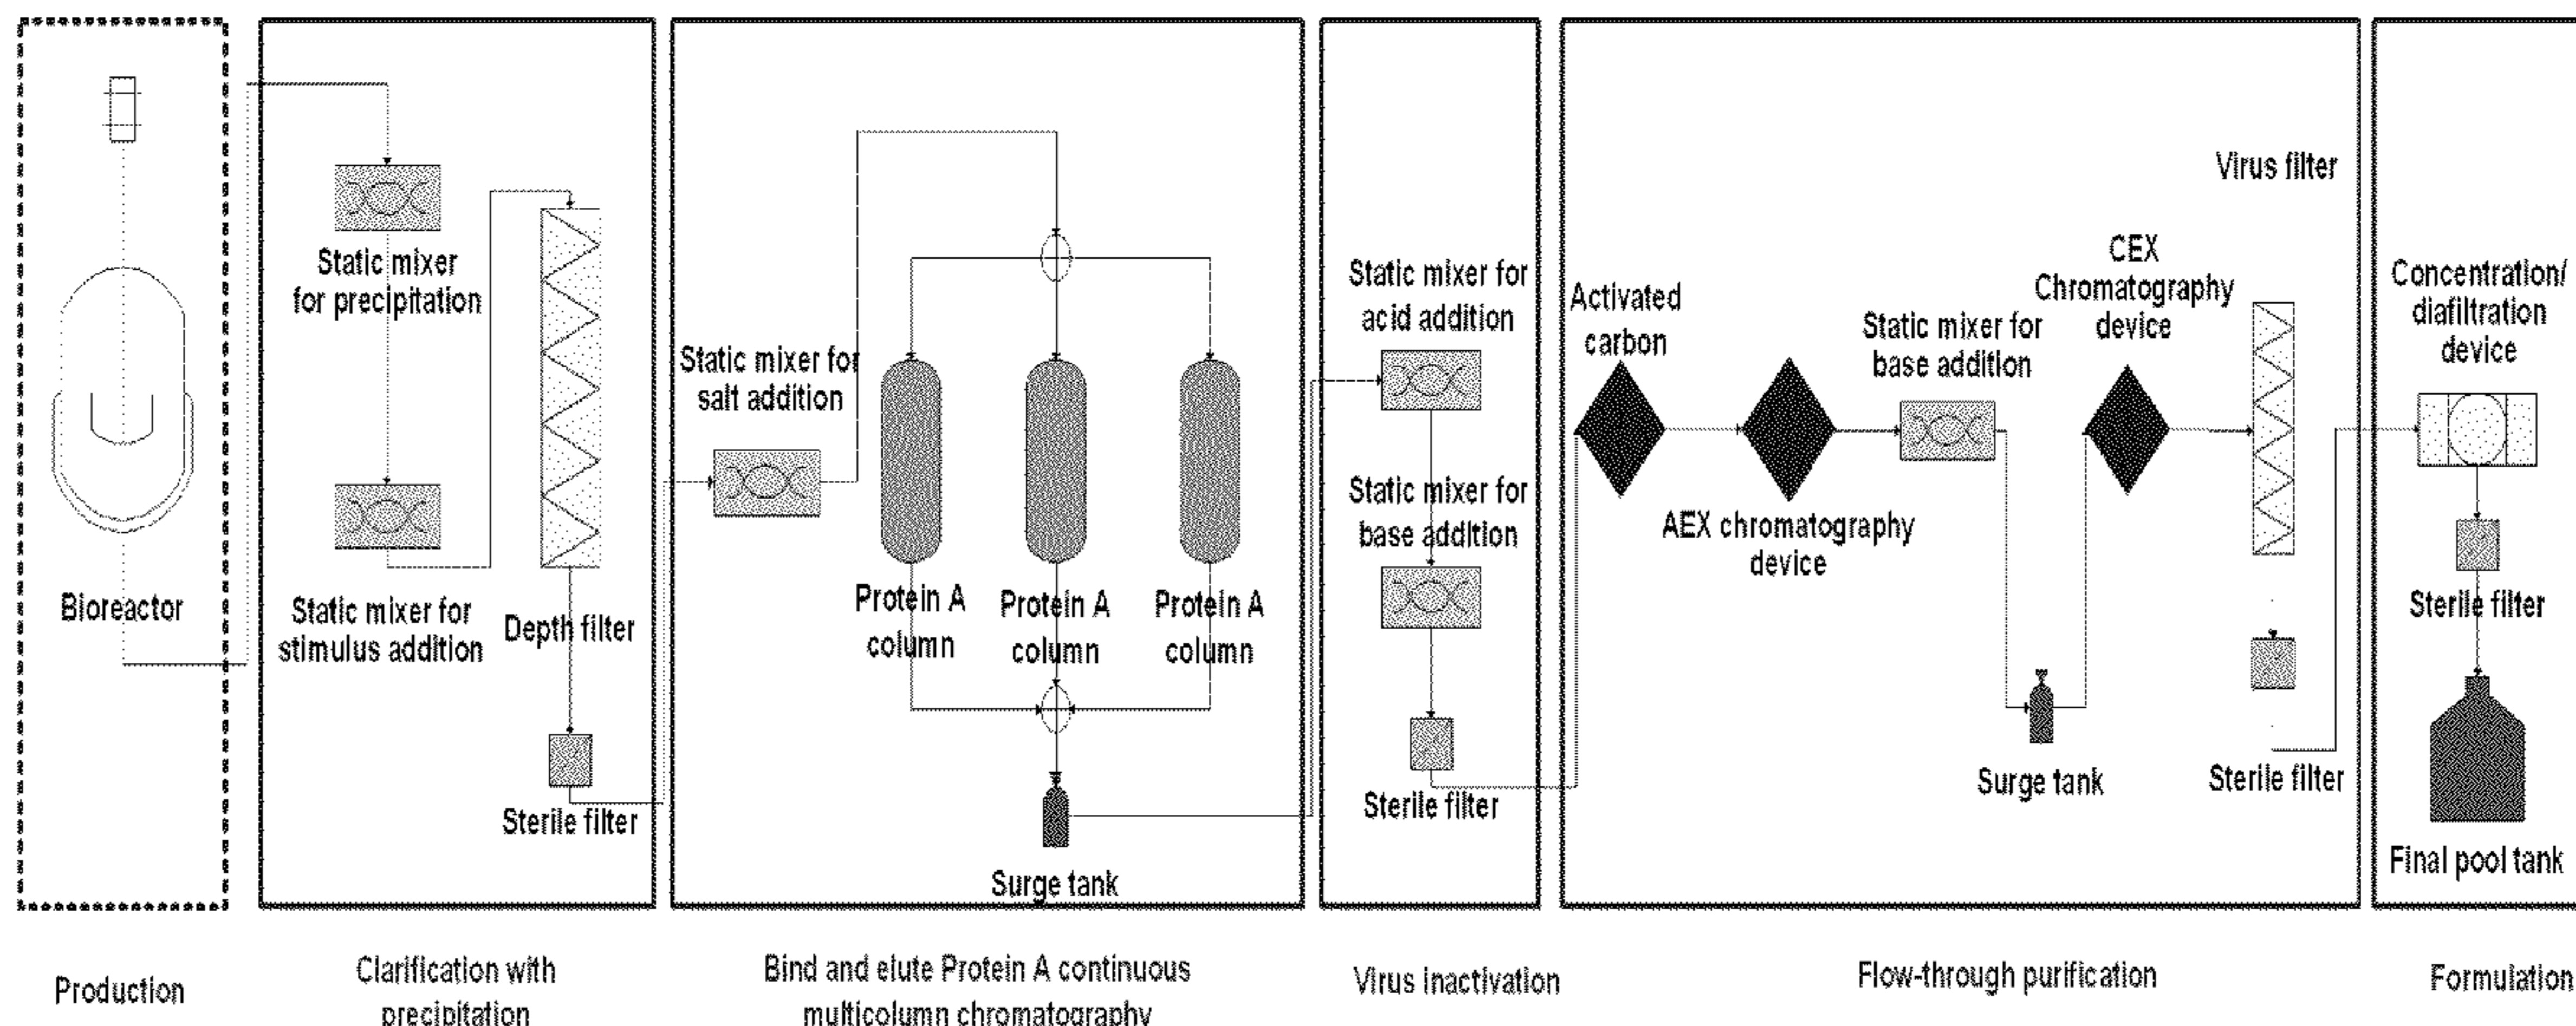 Bioreactor
Static mixer
for precipitation
Static mixer for
stimulus addition
Depth filter
Sterile filter
Static mixer for
salt addition
Protein A
column
Protein A
column
Protein A
column
Surge tank
Static mixer for
acid addition
Static mixer for
base addition
Sterile filter
Activated
carbon
AEX chromatography
device
Static mixer for
base addition
Surge tank
CEX
Chromatography
device
Virus filter
Sterile filter
Concentration/
diafiltration
device
Sterile filter
Final pool tank
Production
Clarification with
precipitation
Bind and elute Protein A continuous
multicolumn chromatography
Virus inactivation
Flow-through purification
Formulation